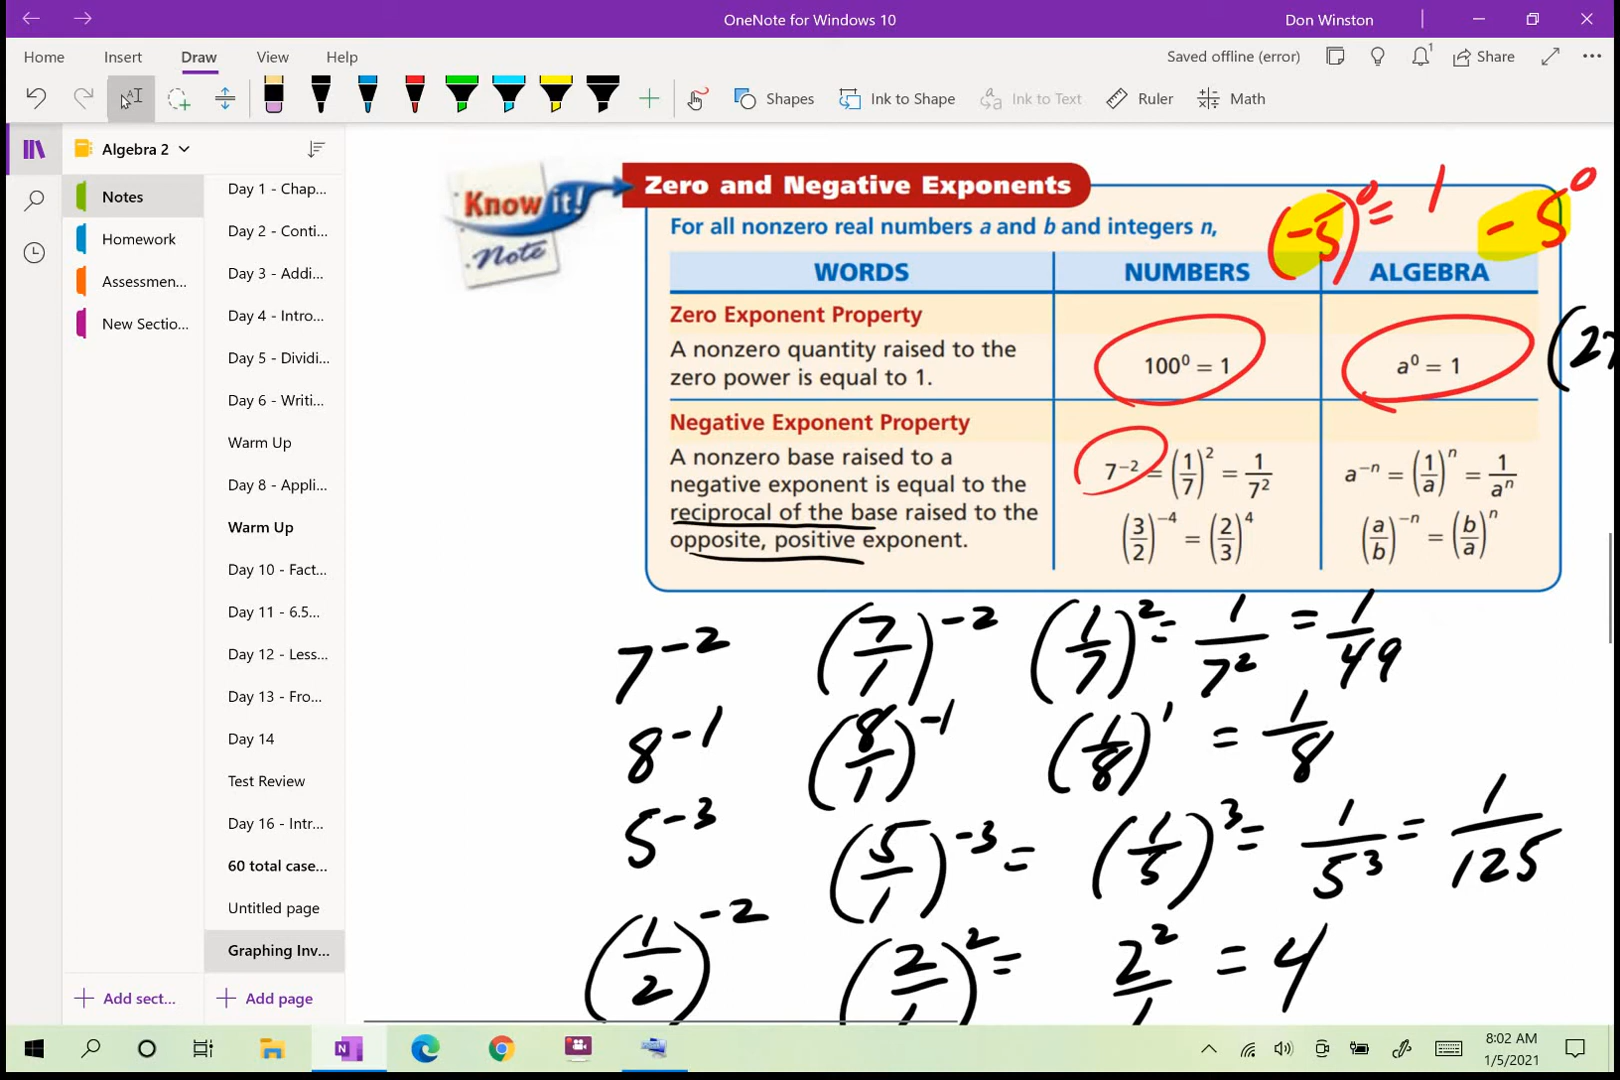 OneNote for Windows 10
Don Winston
Home Insert Draw View Help
Saved offline (error)
Share
Shapes
Ink to Shape
Ink to Text
Ruler
Math
Algebra 2
Notes
Homework
Assessmen...
New Sectio...
Add sect...
Day 1 - Chap...
Day 2 - Conti...
Day 3 - Addi...
Day 4 - Intro...
Day 5 - Dividi...
Day 6 - Writi...
Warm Up
Day 8 - Appli...
Warm Up
Day 10 - Fact...
Day 11 - 6.5...
Day 12 - Less...
Day 13 - Fro...
Day 14
Test Review
Day 16 - Intr...
60 total case...
Untitled page
Graphing Inv...
Add page
Know it!
Note
Zero and Negative Exponents
(-5)⁰ = 1 -5⁰
For all nonzero real numbers a and b and integers n,
WORDS NUMBERS ALGEBRA
Zero Exponent Property
A nonzero quantity raised to the
zero power is equal to 1.
100⁰ = 1
a⁰ = 1
Negative Exponent Property
A nonzero base raised to a
negative exponent is equal to the
reciprocal of the base raised to the
opposite, positive exponent.
7⁻² = (1/7)² = 1/7²
(3/2)⁻⁴ = (2/3)⁴
a⁻ⁿ = (1/a)ⁿ = 1/aⁿ
(a/b)⁻ⁿ = (b/a)ⁿ
7⁻² (7/1)⁻² (1/7)² = 1/7² = 1/49
8⁻¹ (8/1)⁻¹ (1/8)¹ = 1/8
5⁻³ (5/1)⁻³ = (1/5)³ = 1/5³ = 1/125
(1/2)⁻² (2/1)² = 2²/1 = 4
8:02 AM
1/5/2021